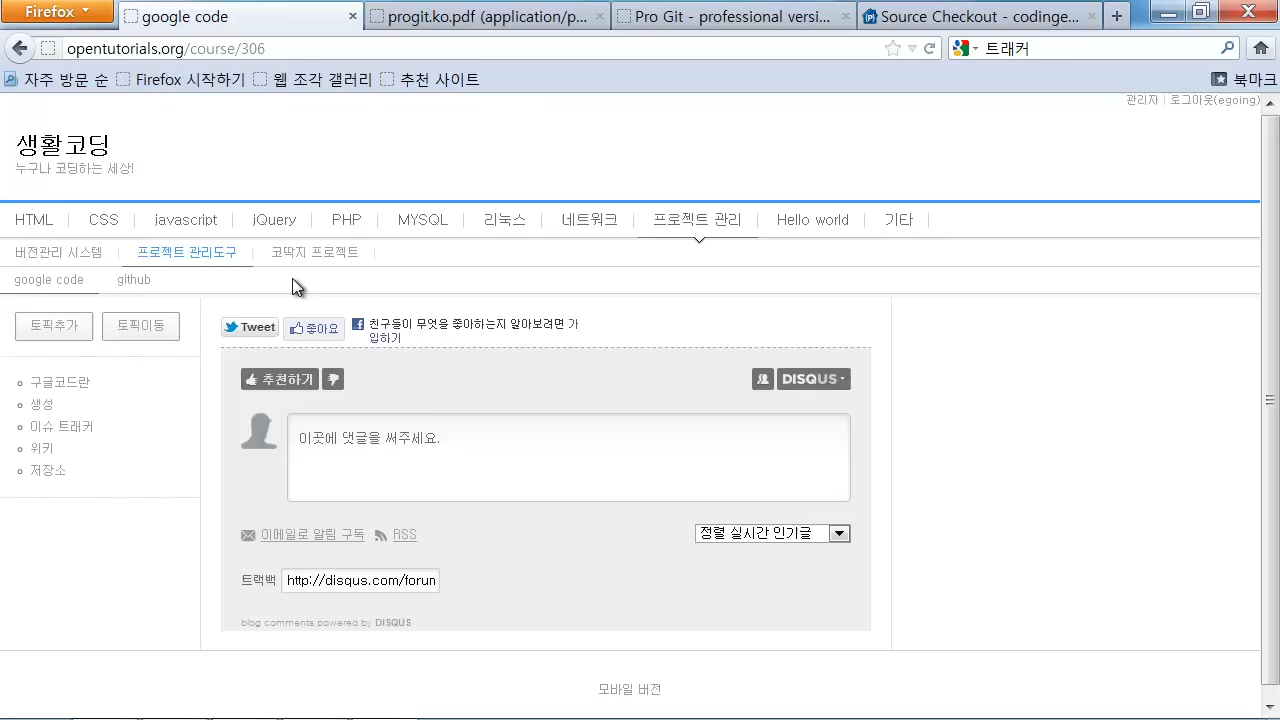 Firefox
google code
progit.ko.pdf (application/p...
Pro Git - professional versi...
Source Checkout - codinge...
opentutorials.org/course/306
트래커
자주 방문 순
Firefox 시작하기
웹 조각 갤러리
추천 사이트
북마크
관리자 | 로그아웃(egoing)
생활코딩
누구나 코딩하는 세상!
HTML
CSS
javascript
jQuery
PHP
MYSQL
리눅스
네트워크
프로젝트 관리
Hello world
기타
버전관리 시스템
프로젝트 관리도구
코딱지 프로젝트
google code
github
토픽추가
토픽이동
구글코드란
생성
이슈 트래커
위키
저장소
Tweet
좋아요
친구들이 무엇을 좋아하는지 알아보려면 가
입하기
추천하기
DISQUS
이곳에 댓글을 써주세요.
이메일로 알림 구독
RSS
정렬 실시간 인기글
트랙백
http://disqus.com/forun
blog comments powered by DISQUS
모바일 버전